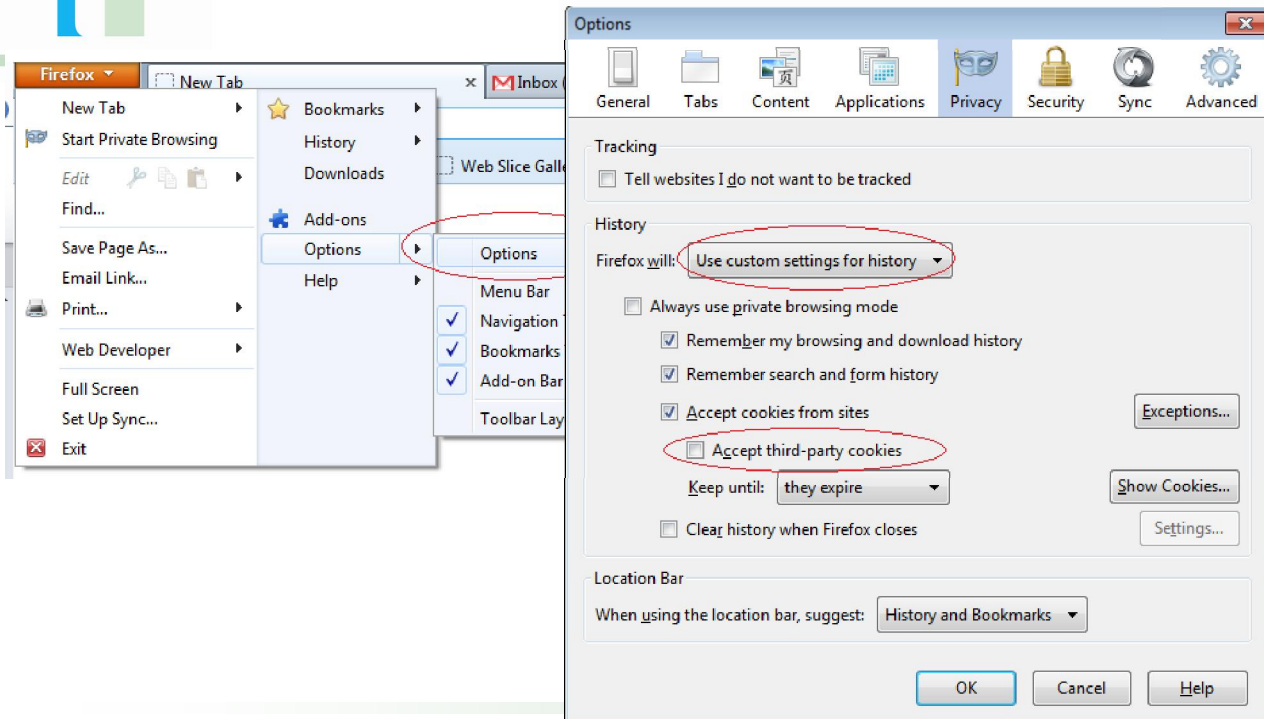 Firefox
New Tab
Inbox (
New Tab
Start Private Browsing
Edit
Find...
Save Page As...
Email Link...
Print...
Web Developer
Full Screen
Set Up Sync...
Exit
Bookmarks
History
Downloads
Add-ons
Options
Help
Web Slice Galle
Options
Menu Bar
Navigation
Bookmarks
Add-on Bar
Toolbar Lay
Options
General Tabs Content Applications Privacy Security Sync Advanced
页
Tracking
Tell websites I do not want to be tracked
History
Firefox will: Use custom settings for history
Always use private browsing mode
Remember my browsing and download history
Remember search and form history
Accept cookies from sites Exceptions...
Accept third-party cookies
Keep until: they expire Show Cookies...
Clear history when Firefox closes Settings...
Location Bar
When using the location bar, suggest: History and Bookmarks
OK Cancel Help